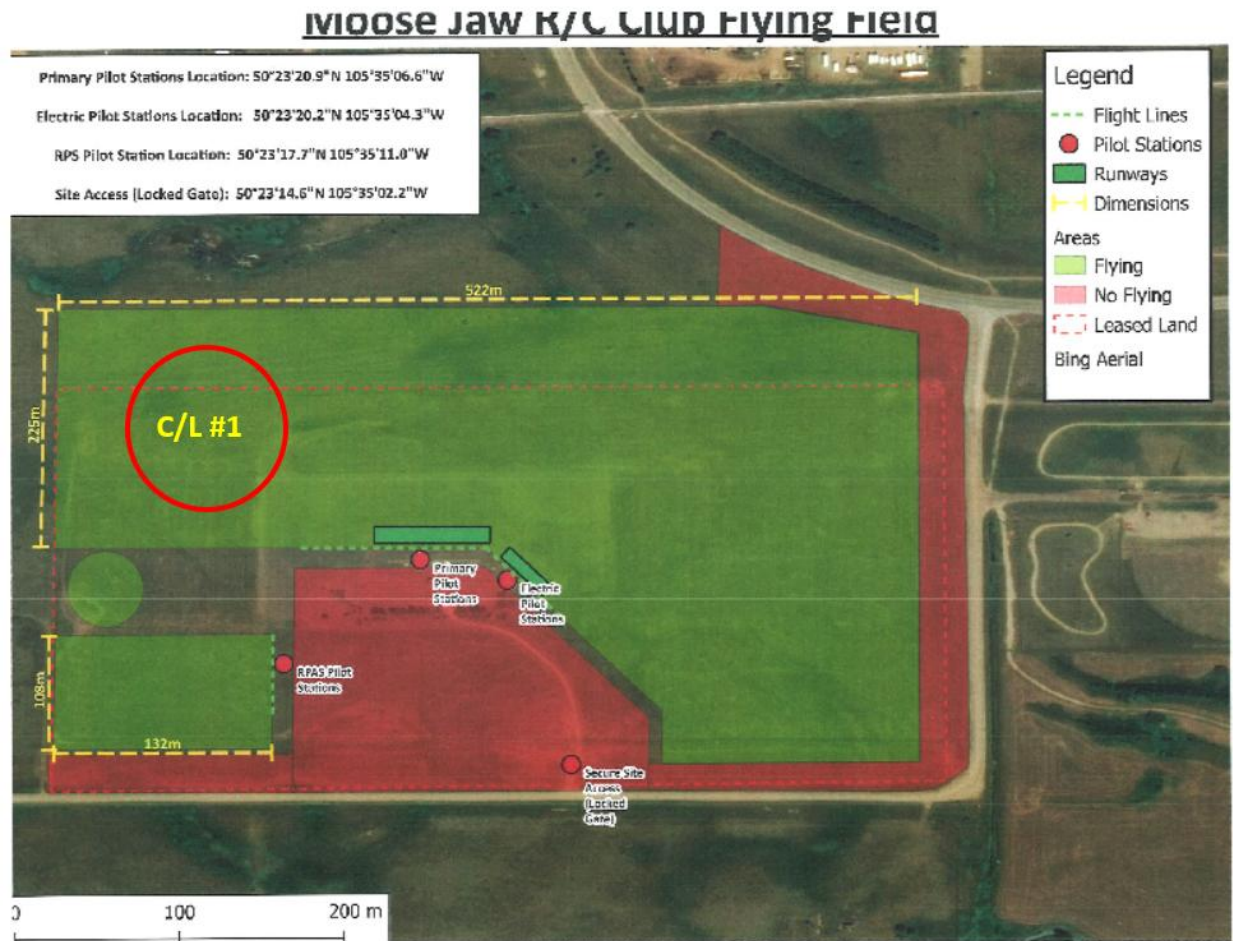 Moose Jaw R/C Club Flying Field
Primary Pilot Stations Location: 50°23'20.9"N 105°35'06.6"W
Electric Pilot Stations Location: 50°23'20.2"N 105°35'04.3"W
RPS Pilot Station Location: 50°23'17.7"N 105°35'11.0"W
Site Access (Locked Gate): 50°23'14.6"N 105°35'02.2"W
Legend
Flight Lines
Pilot Stations
Runways
Dimensions
Areas
Flying
No Flying
Leased Land
Bing Aerial
522m
225m
C/L #1
Primary
Pilot
Stations
Electric
Pilot
Stations
RPAS Pilot
Stations
108m
132m
Secure Site
Access
(Locked
Gate)
0
100
200 m